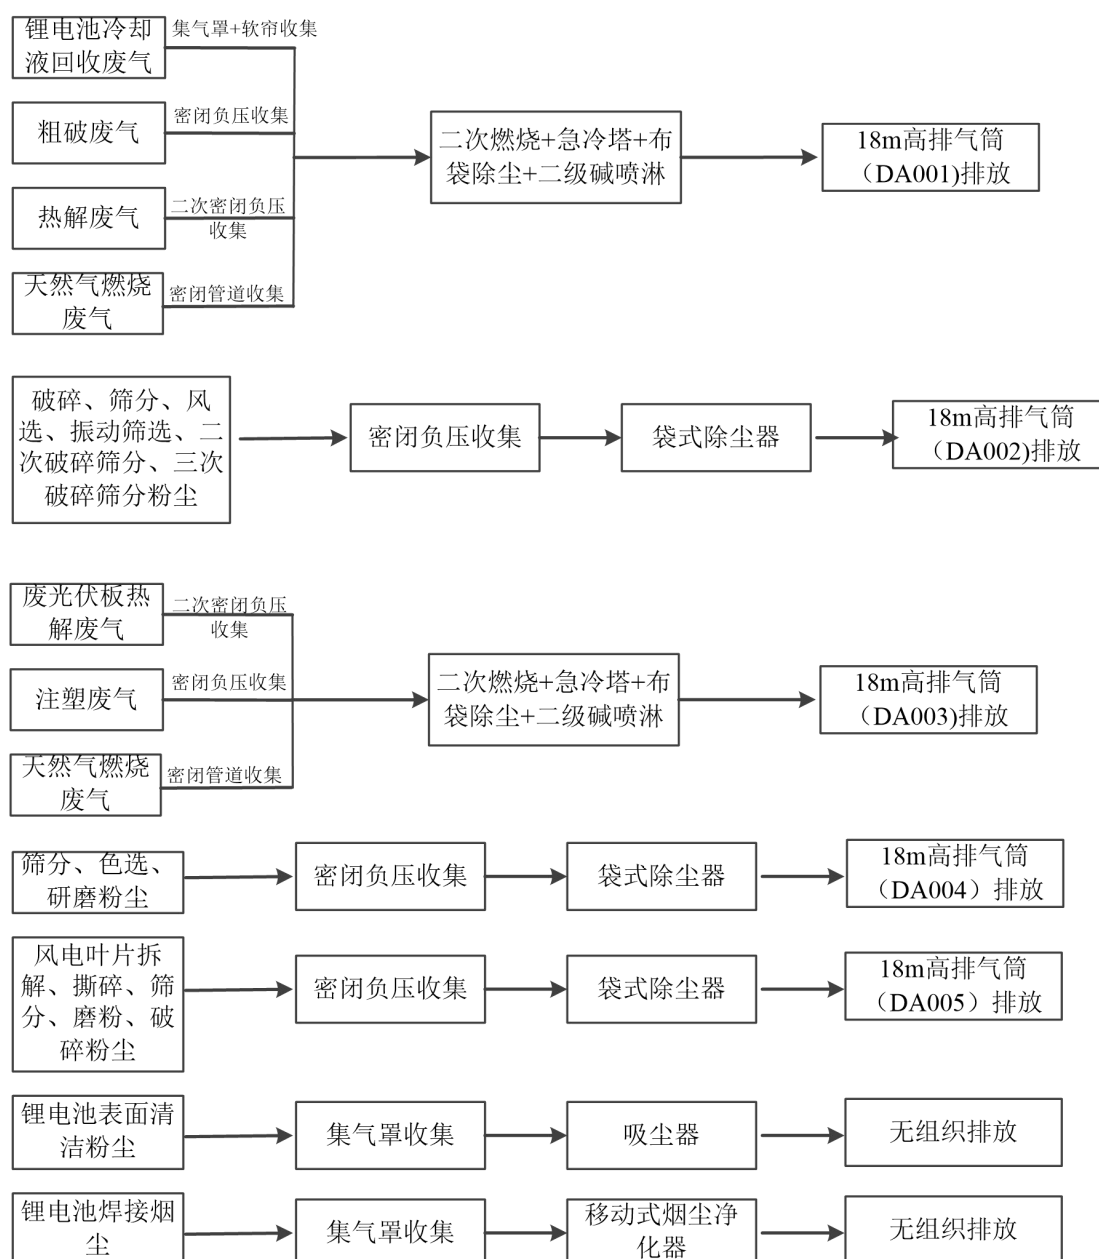 锂电池冷却
液回收废气
集气罩+软帘收集
粗破废气
密闭负压收集
热解废气
二次密闭负压
收集
天然气燃烧
废气
密闭管道收集
二次燃烧+急冷塔+布
袋除尘+二级碱喷淋
18m高排气筒
（DA001)排放
破碎、筛分、风
选、振动筛选、二
次破碎筛分、三次
破碎筛分粉尘
密闭负压收集
袋式除尘器
18m高排气筒
（DA002)排放
废光伏板热
解废气
二次密闭负压
收集
注塑废气
密闭负压收集
天然气燃烧
废气
密闭管道收集
二次燃烧+急冷塔+布
袋除尘+二级碱喷淋
18m高排气筒
（DA003)排放
筛分、色选、
研磨粉尘
密闭负压收集
袋式除尘器
18m高排气筒
（DA004）排放
风电叶片拆
解、撕碎、筛
分、磨粉、破
碎粉尘
密闭负压收集
袋式除尘器
18m高排气筒
（DA005）排放
锂电池表面清
洁粉尘
集气罩收集
吸尘器
无组织排放
锂电池焊接烟
尘
集气罩收集
移动式烟尘净
化器
无组织排放